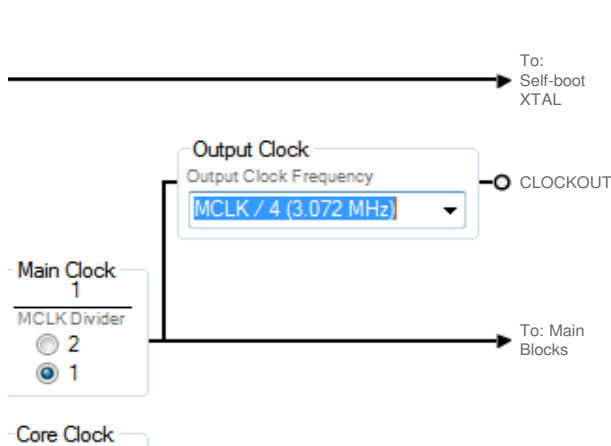 To:
Self-boot
XTAL
Output Clock
Output Clock Frequency
MCLK / 4 (3.072 MHz)
CLOCKOUT
Main Clock
1
MCLK Divider
2
1
To: Main
Blocks
Core Clock